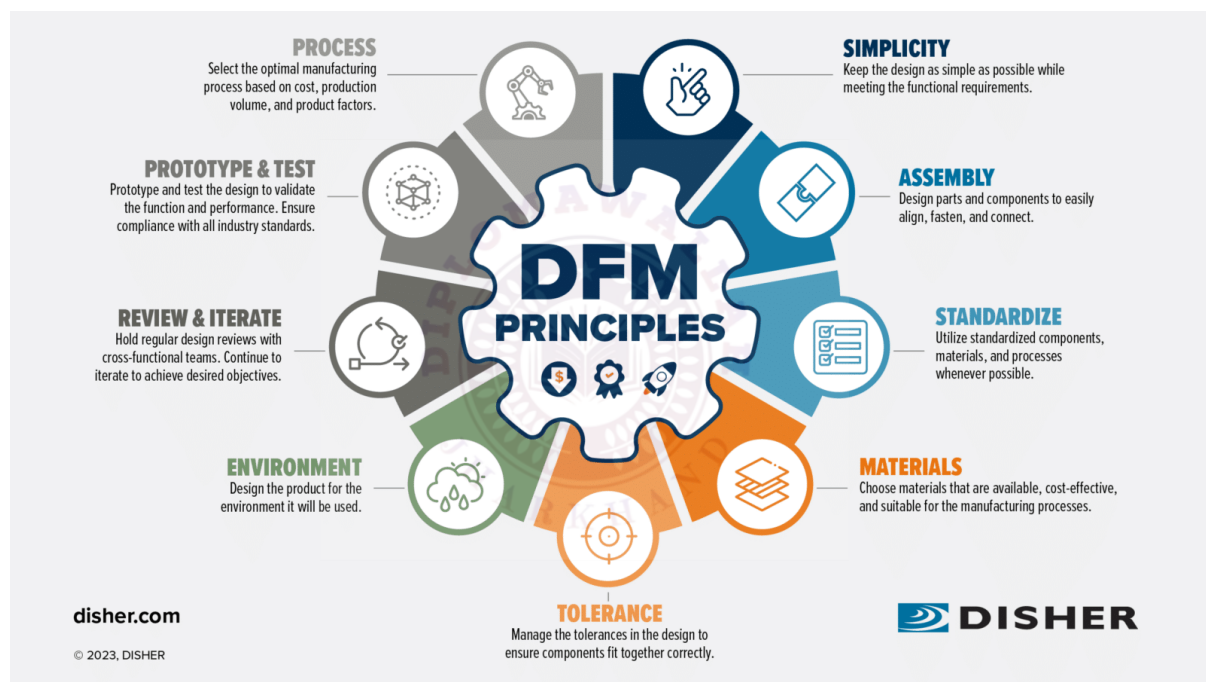 PROCESS
Select the optimal manufacturing
process based on cost, production
volume, and product factors.
SIMPLICITY
Keep the design as simple as possible while
meeting the functional requirements.
PROTOTYPE & TEST
Prototype and test the design to validate
the function and performance. Ensure
compliance with all industry standards.
ASSEMBLY
Design parts and components to easily
align, fasten, and connect.
DFM
PRINCIPLES
$
REVIEW & ITERATE
Hold regular design reviews with
cross-functional teams. Continue to
iterate to achieve desired objectives.
STANDARDIZE
Utilize standardized components,
materials, and processes
whenever possible.
ENVIRONMENT
Design the product for the
environment it will be used.
MATERIALS
Choose materials that are available, cost-effective,
and suitable for the manufacturing processes.
TOLERANCE
Manage the tolerances in the design to
ensure components fit together correctly.
disher.com
© 2023, DISHER
DISHER
DIPLOMAWALLAH
JHARKHAND